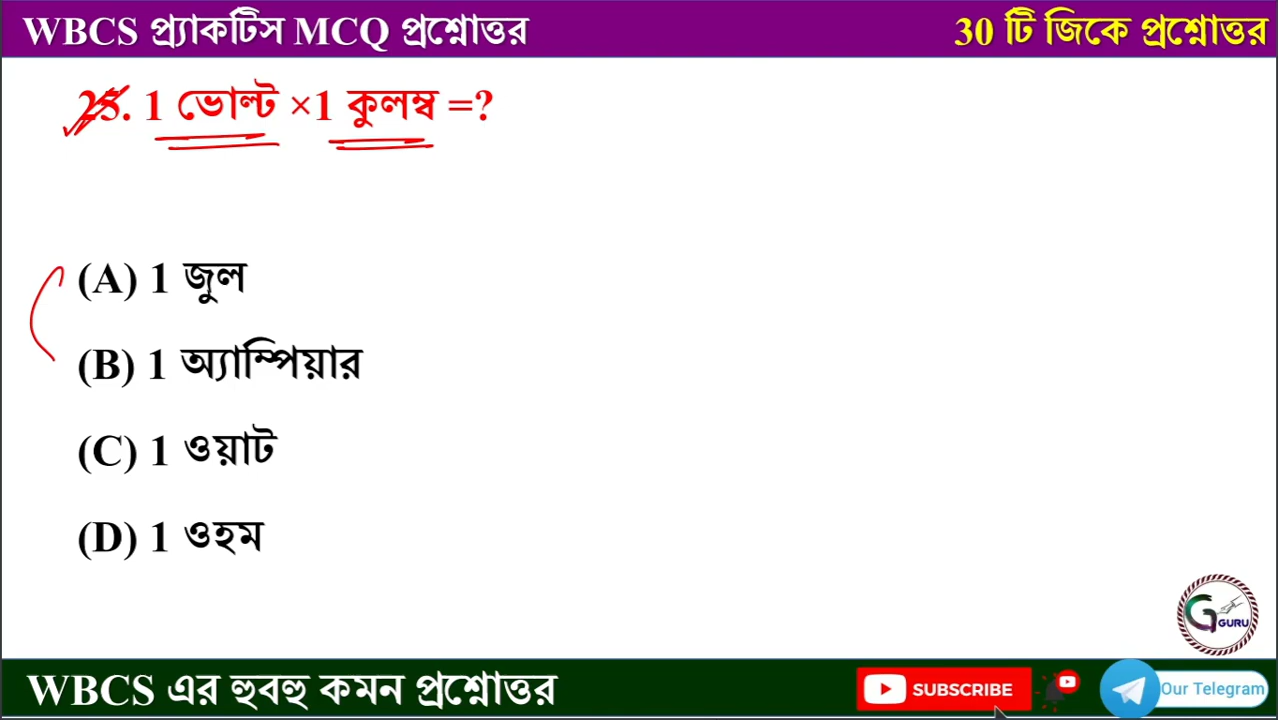 WBCS প্র্যাকটিস MCQ প্রশ্নোত্তর
30 টি জিকে প্রশ্নোত্তর
25. 1 ভোল্ট ×1 কুলম্ব =?
(A) 1 জুল
(B) 1 অ্যাম্পিয়ার
(C) 1 ওয়াট
(D) 1 ওহম
G GURU
WBCS এর হুবহু কমন প্রশ্নোত্তর
SUBSCRIBE
Our Telegram